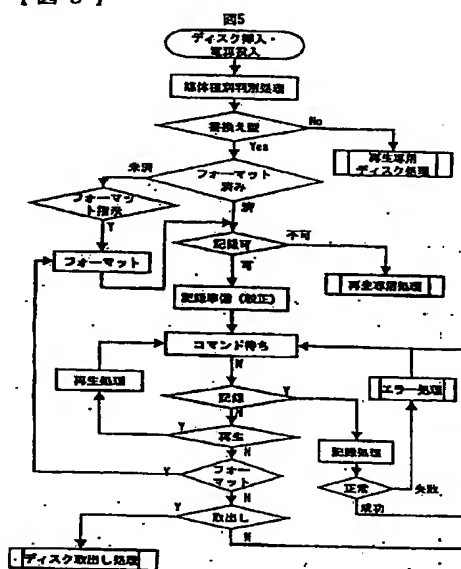 【図5】
図5
ディスク挿入・
電源投入
媒体種別判別処理
書換え型
No
Yes
再生専用
ディスク処理
未済
フォーマット
済み
フォーマッ
ト指示
済
Y
記録可
不可
フォーマット
可
再生専用処理
記録準備（校正）
コマンド待ち
N
再生処理
記録
Y
エラー処理
N
Y
再生
記録処理
N
Y
フォー
マット
正常
失敗
N
成功
Y
取出し
N
ディスク取出し処理